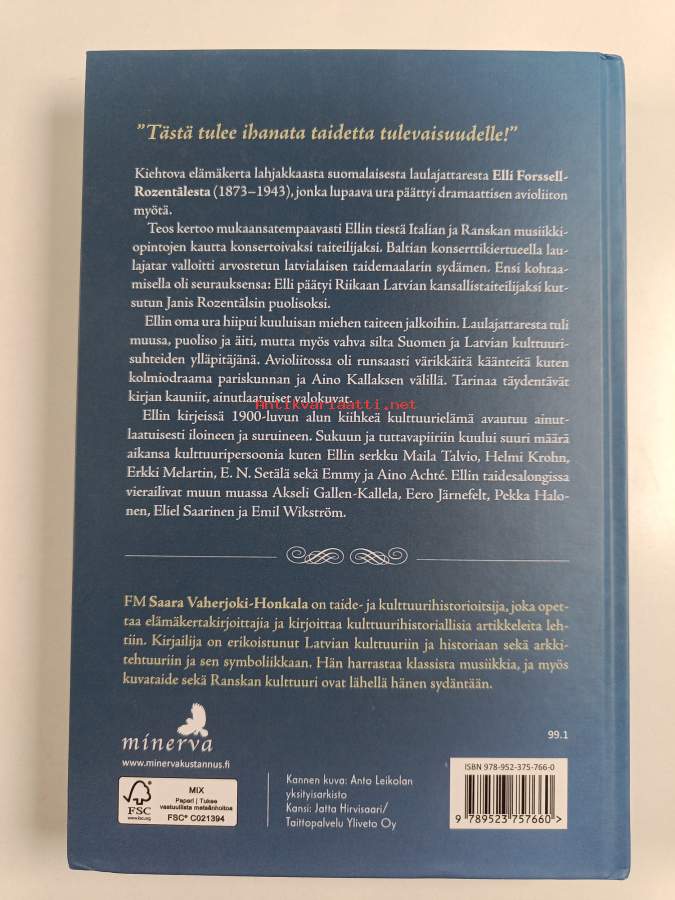 "Tästä tulee ihanata taidetta tulevaisuudelle!"
Kiehtova elämäkerta lahjakkaasta suomalaisesta laulajattaresta Elli Forssell-
Rozentālesta (1873–1943), jonka lupaava ura päättyi dramaattisen avioliiton
myötä.
Teos kertoo mukaansatempaavasti Ellin tiestä Italian ja Ranskan musiikki-
opintojen kautta konsertoivaksi taiteilijaksi. Baltian konserttikiertueella lau-
lajatar valloitti arvostetun latvialaisen taidemaalarin sydämen. Ensi kohtaa-
misella oli seurauksensa: Elli päätyi Riikaan Latvian kansallistaiteilijaksi kut-
sutun Janis Rozentālsin puolisoksi.
Ellin oma ura hiipui kuuluisan miehen taiteen jalkoihin. Laulajattaresta tuli
muusa, puoliso ja äiti, mutta myös vahva silta Suomen ja Latvian kulttuuri-
suhteiden ylläpitäjänä. Avioliitossa oli runsaasti värikkäitä käänteitä kuten
kolmiodraama pariskunnan ja Aino Kallaksen välillä. Tarinaa täydentävät
kirjan kauniit, ainutlaatuiset valokuvat.
Antikvariaatti.net
Ellin kirjeissä 1900-luvun alun kiihkeä kulttuurielämä avautuu ainut-
laatuisesti iloineen ja suruineen. Sukuun ja tuttavapiiriin kuului suuri määrä
aikansa kulttuuripersoonia kuten Ellin serkku Maila Talvio, Helmi Krohn,
Erkki Melartin, E. N. Setälä sekä Emmy ja Aino Achté. Ellin taidesalongissa
vierailivat muun muassa Akseli Gallen-Kallela, Eero Järnefelt, Pekka Halo-
nen, Eliel Saarinen ja Emil Wikström.
FM Saara Vaherjoki-Honkala on taide- ja kulttuurihistorioitsija, joka opet-
taa elämäkertakirjoittajia ja kirjoittaa kulttuurihistoriallisia artikkeleita leh-
tiin. Kirjailija on erikoistunut Latvian kulttuuriin ja historiaan sekä arkki-
tehtuuriin ja sen symboliikkaan. Hän harrastaa klassista musiikkia, ja myös
kuvataide sekä Ranskan kulttuuri ovat lähellä hänen sydäntään.
minerva
www.minervakustannus.fi
99.1
ISBN 978-952-375-766-0
9 789523 757660 >
FSC
www.fsc.org
MIX
Paperi | Tukee
vastuullista metsänhoitoa
FSC® C021394
Kannen kuva: Anto Leikolan
yksityisarkisto
Kansi: Jatta Hirvisaari/
Taittopalvelu Yliveto Oy